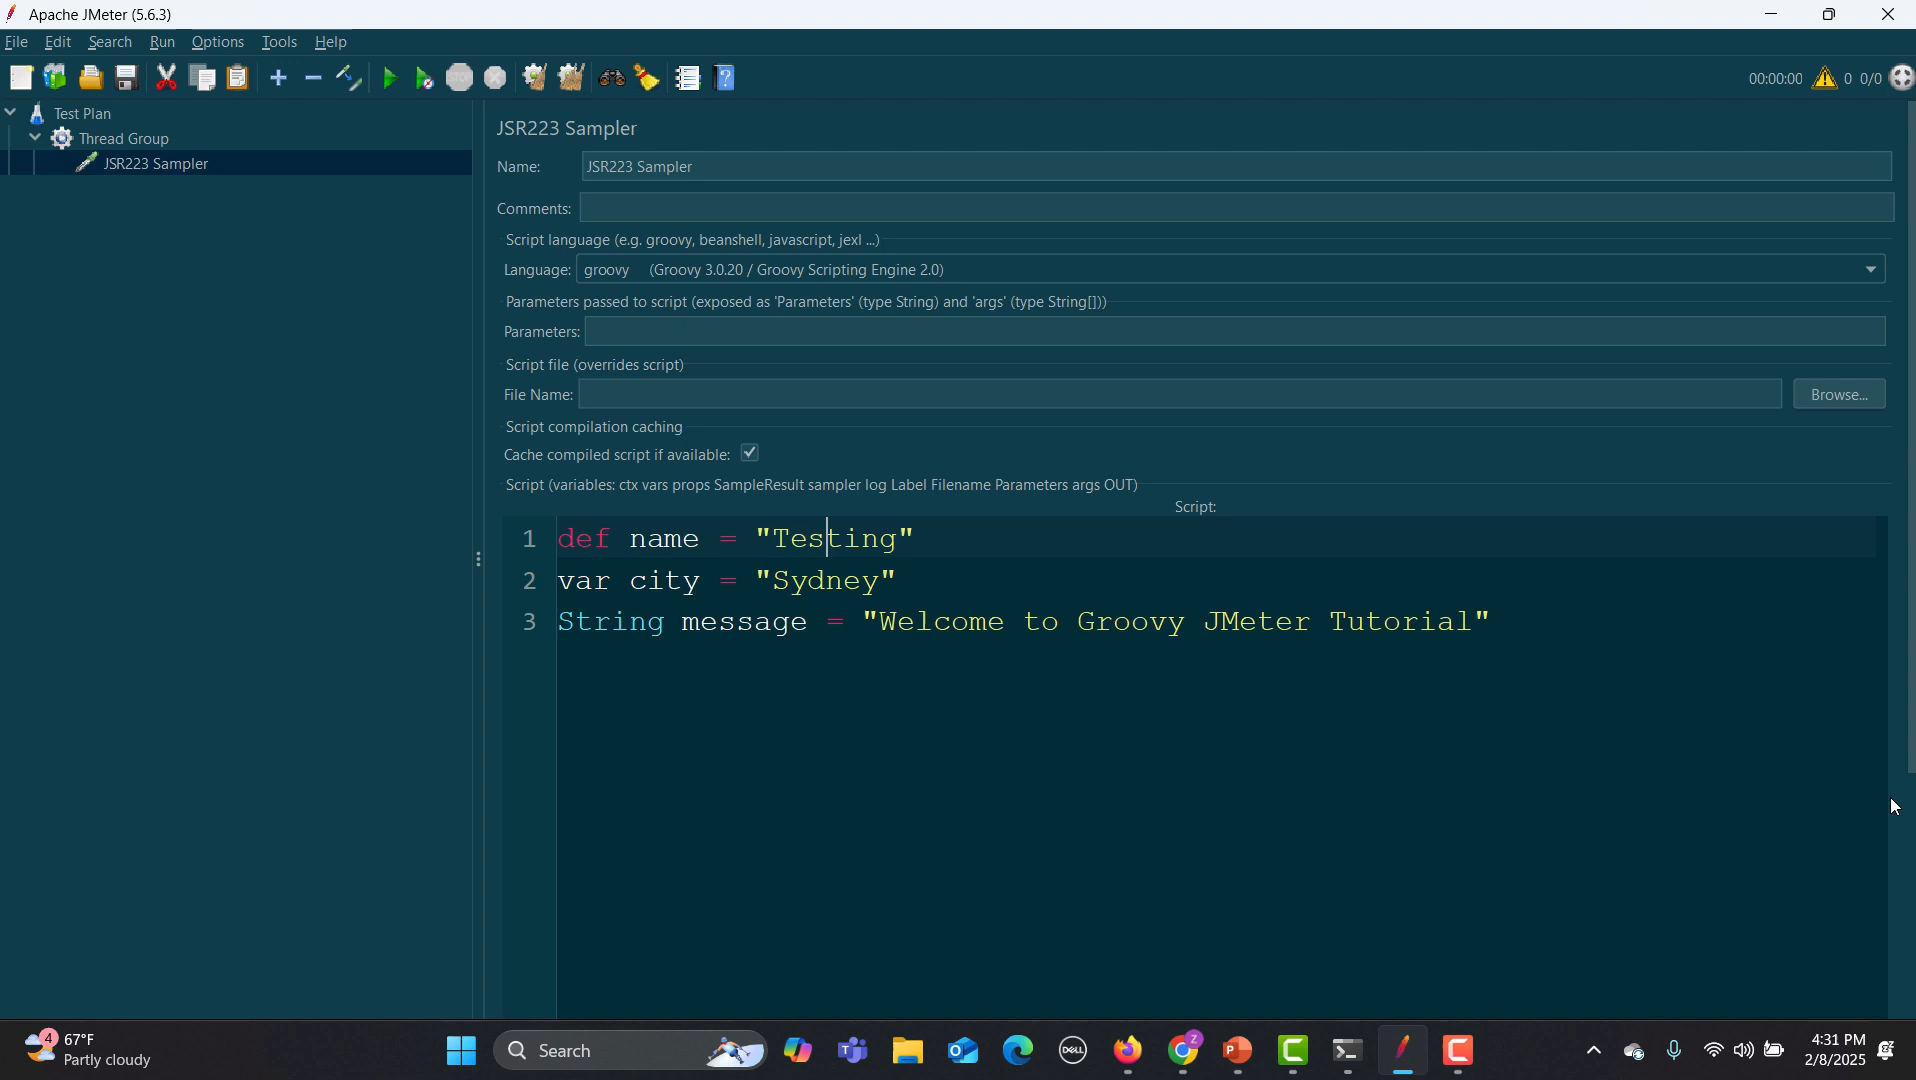 Apache JMeter (5.6.3)
File Edit Search Run Options Tools Help
STOP
00:00:00 0 0/0
Test Plan
Thread Group
JSR223 Sampler
JSR223 Sampler
Name: JSR223 Sampler
Comments:
Script language (e.g. groovy, beanshell, javascript, jexl ...)
Language: groovy (Groovy 3.0.20 / Groovy Scripting Engine 2.0)
Parameters passed to script (exposed as 'Parameters' (type String) and 'args' (type String[]))
Parameters:
Script file (overrides script)
File Name: Browse...
Script compilation caching
Cache compiled script if available:
Script (variables: ctx vars props SampleResult sampler log Label Filename Parameters args OUT)
Script:
1 def name = "Testing"
2 var city = "Sydney"
3 String message = "Welcome to Groovy JMeter Tutorial"
4 67°F
Partly cloudy
Search
DELL
Z
4:31 PM
2/8/2025